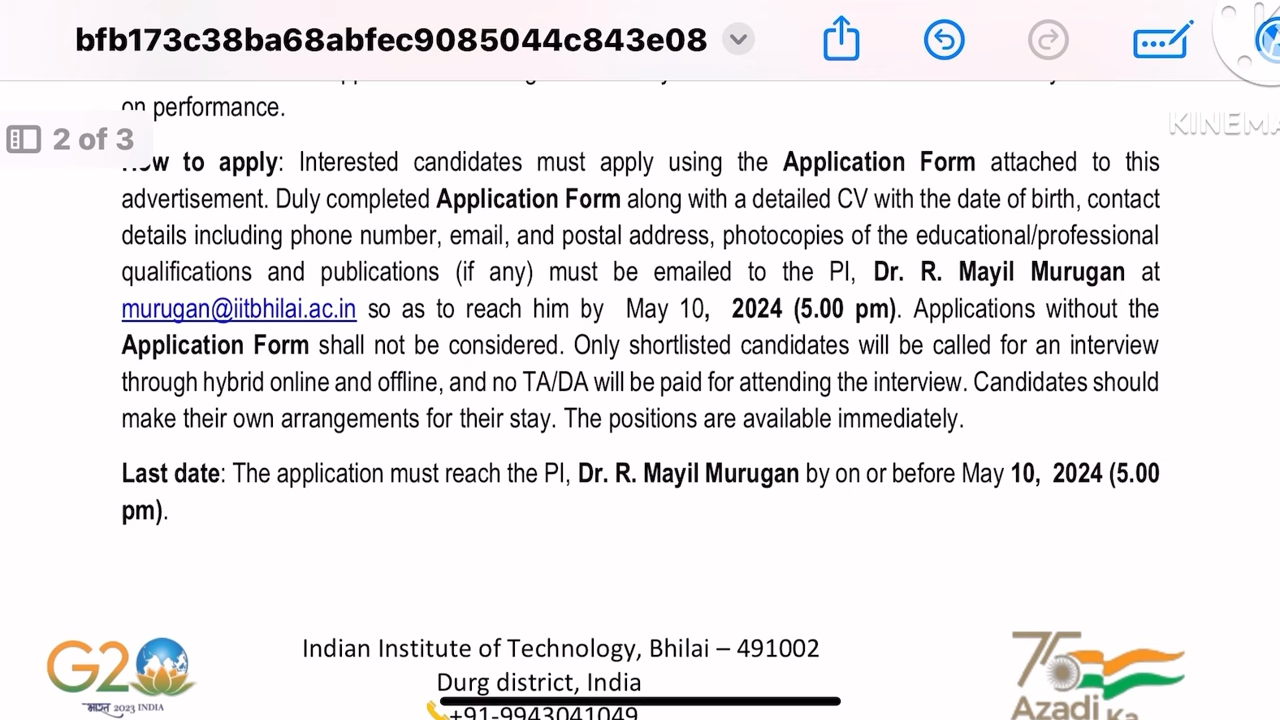 bfb173c38ba68abfec9085044c843e08
on performance.
2 of 3
to apply: Interested candidates must apply using the Application Form attached to this
advertisement. Duly completed Application Form along with a detailed CV with the date of birth, contact
details including phone number, email, and postal address, photocopies of the educational/professional
qualifications and publications (if any) must be emailed to the PI, Dr. R. Mayil Murugan at
murugan@iitbhilai.ac.in so as to reach him by May 10, 2024 (5.00 pm). Applications without the
Application Form shall not be considered. Only shortlisted candidates will be called for an interview
through hybrid online and offline, and no TA/DA will be paid for attending the interview. Candidates should
make their own arrangements for their stay. The positions are available immediately.
Last date: The application must reach the PI, Dr. R. Mayil Murugan by on or before May 10, 2024 (5.00
pm).
G20
भारत 2023 INDIA
Indian Institute of Technology, Bhilai – 491002
Durg district, India
+91-9943041049
75
Azadi Ka